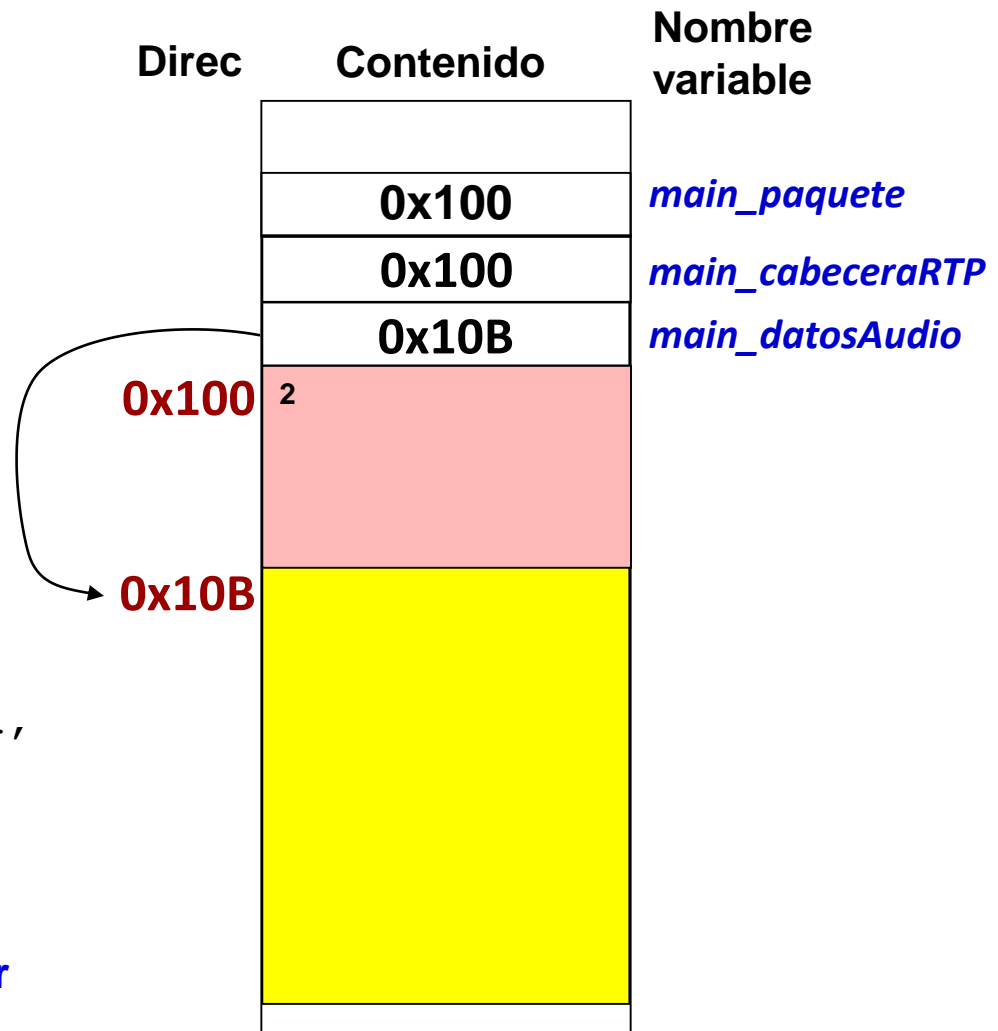 Direc Contenido Nombre variable
0x100 main_paquete
0x100 main_cabeceraRTP
0x10B main_datosAudio
0x100 2
0x10B
.,
r